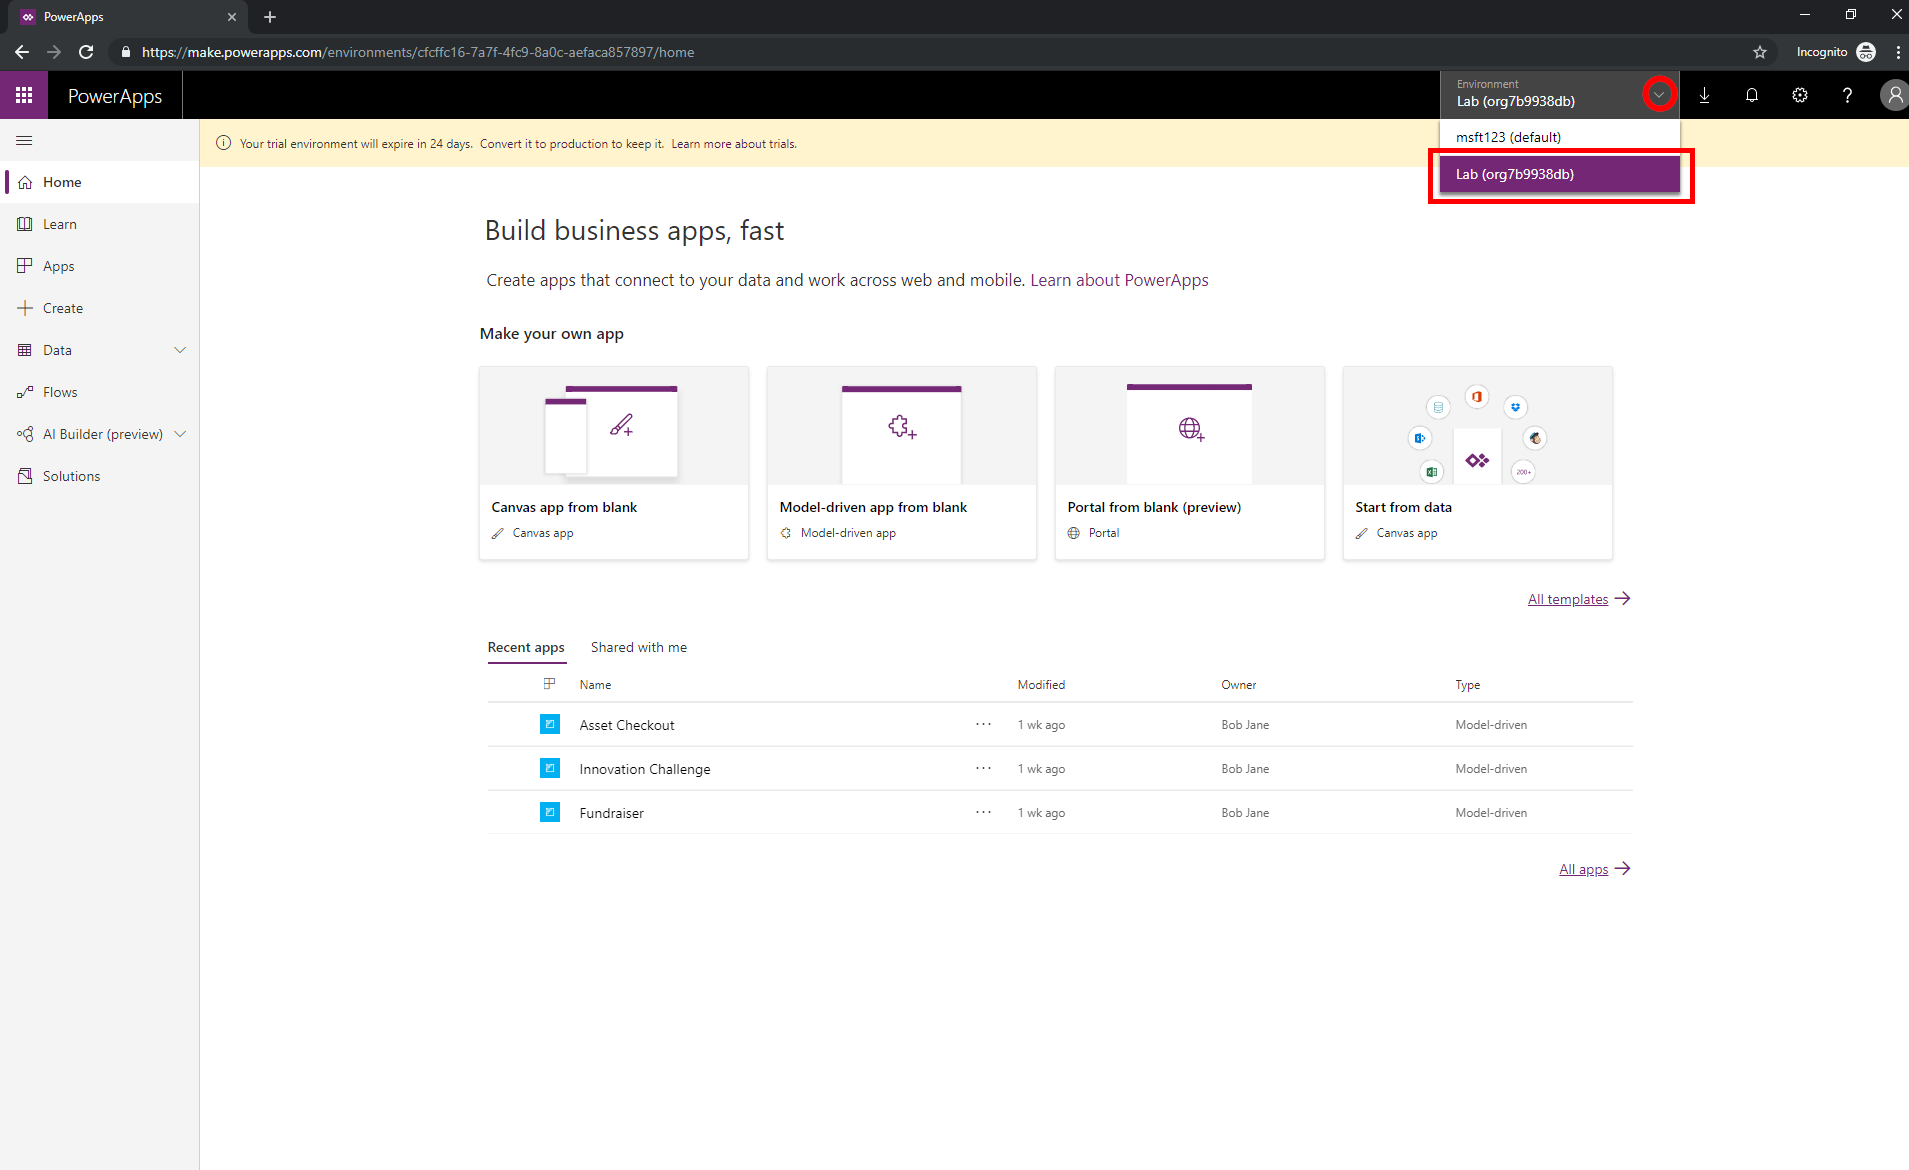 PowerApps
https://make.powerapps.com/environments/cfcffc16-7a7f-4fc9-8a0c-aefaca857897/home
Incognito
PowerApps
Environment
Lab (org7b9938db)
msft123 (default)
Lab (org7b9938db)
Your trial environment will expire in 24 days. Convert it to production to keep it. Learn more about trials.
Home
Learn
Apps
Create
Data
Flows
AI Builder (preview)
Solutions
Build business apps, fast
Create apps that connect to your data and work across web and mobile. Learn about PowerApps
Make your own app
200+
Canvas app from blank
Canvas app
Model-driven app from blank
Model-driven app
Portal from blank (preview)
Portal
Start from data
Canvas app
All templates
Recent apps Shared with me
Name Modified Owner Type
Asset Checkout ... 1 wk ago Bob Jane Model-driven
Innovation Challenge ... 1 wk ago Bob Jane Model-driven
Fundraiser ... 1 wk ago Bob Jane Model-driven
All apps